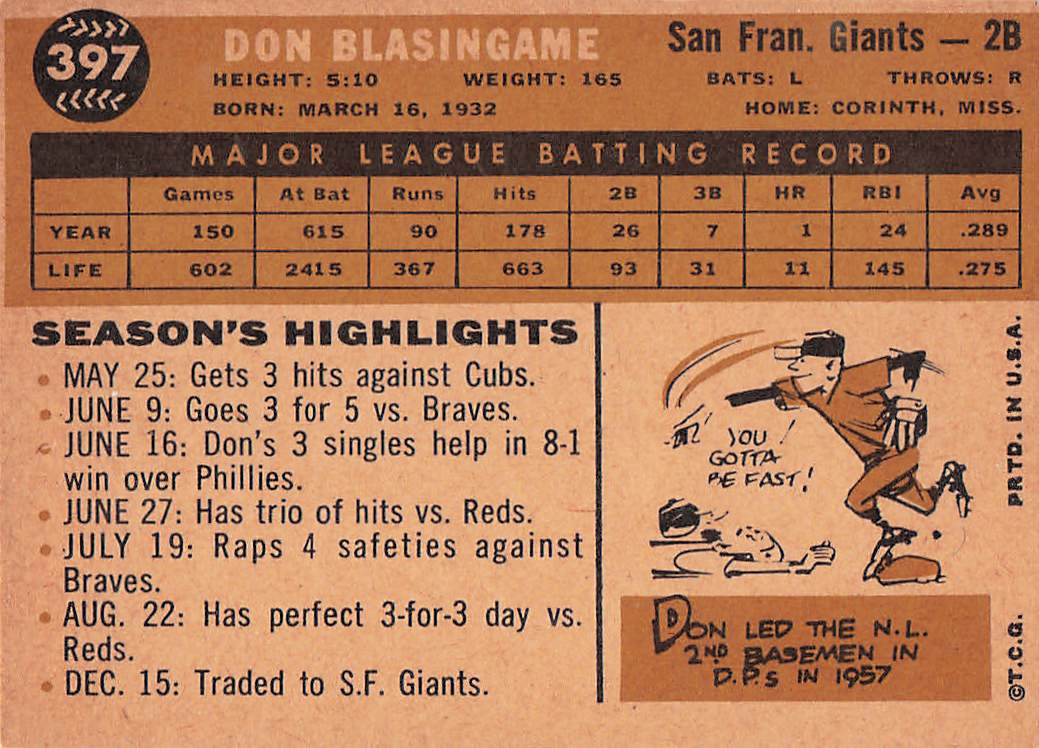 397
DON BLASINGAME
San Fran. Giants — 2B
HEIGHT: 5:10 WEIGHT: 165 BATS: L THROWS: R
BORN: MARCH 16, 1932 HOME: CORINTH, MISS.
MAJOR LEAGUE BATTING RECORD
Games At Bat Runs Hits 2B 3B HR RBI Avg
YEAR 150 615 90 178 26 7 1 24 .289
LIFE 602 2415 367 663 93 31 11 145 .275
SEASON'S HIGHLIGHTS
• MAY 25: Gets 3 hits against Cubs.
• JUNE 9: Goes 3 for 5 vs. Braves.
• JUNE 16: Don's 3 singles help in 8-1
win over Phillies.
• JUNE 27: Has trio of hits vs. Reds.
• JULY 19: Raps 4 safeties against
Braves.
• AUG. 22: Has perfect 3-for-3 day vs.
Reds.
• DEC. 15: Traded to S.F. Giants.
YOU
GOTTA
BE FAST!
DON LED THE N.L.
2ND BASEMEN IN
D.P.s IN 1957
©T.C.G. PRTD. IN U.S.A.